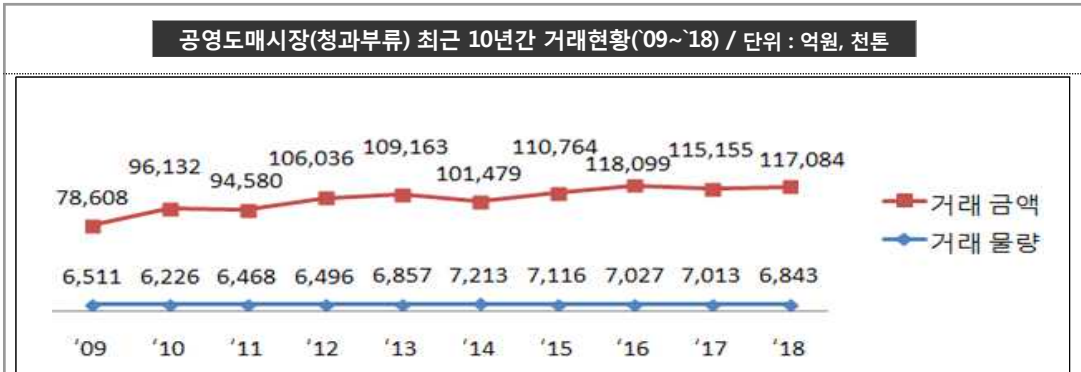 공영도매시장(청과부류) 최근 10년간 거래현황(`09~`18) / 단위 : 억원, 천톤
78,608 96,132 94,580 106,036 109,163 101,479 110,764 118,099 115,155 117,084
거래 금액
거래 물량
6,511 6,226 6,468 6,496 6,857 7,213 7,116 7,027 7,013 6,843
‘09 ‘10 ‘11 ‘12 ‘13 ‘14 ‘15 ‘16 ‘17 ‘18